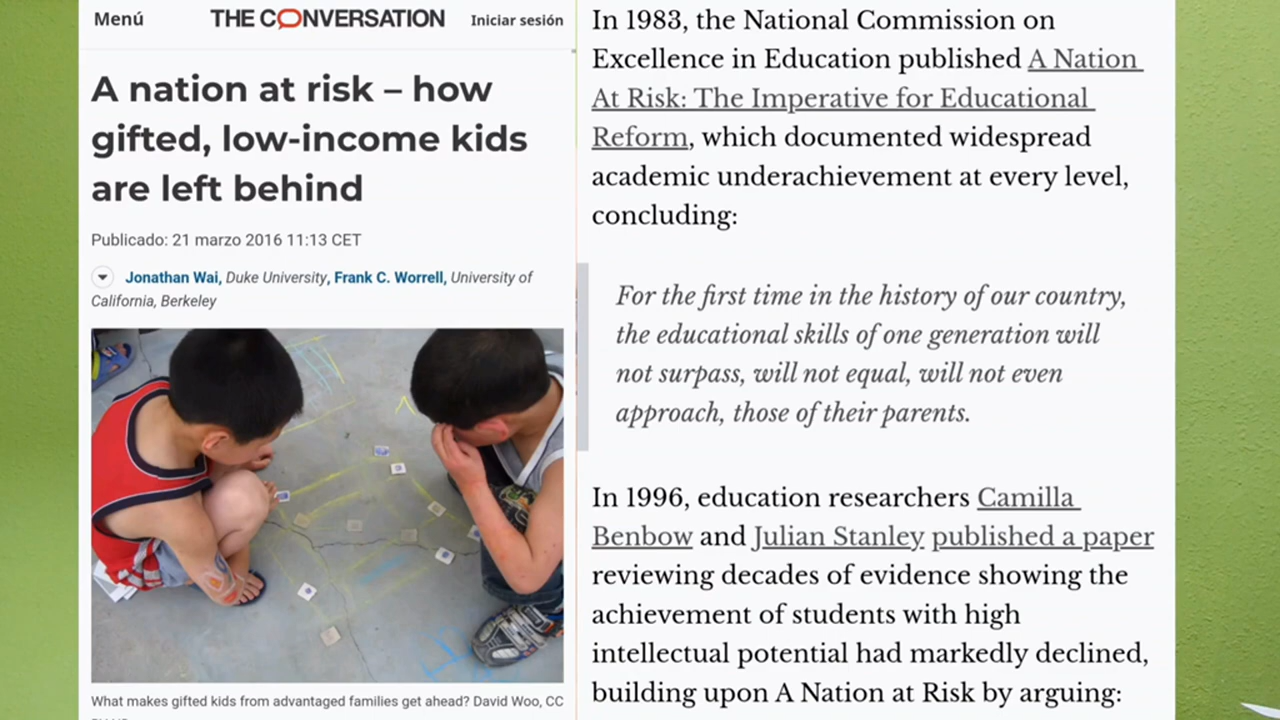 Menú
THE CONVERSATION
Iniciar sesión
A nation at risk – how
gifted, low-income kids
are left behind
Publicado: 21 marzo 2016 11:13 CET
Jonathan Wai, Duke University, Frank C. Worrell, University of
California, Berkeley
What makes gifted kids from advantaged families get ahead? David Woo, CC
In 1983, the National Commission on
Excellence in Education published A Nation
At Risk: The Imperative for Educational
Reform, which documented widespread
academic underachievement at every level,
concluding:
For the first time in the history of our country,
the educational skills of one generation will
not surpass, will not equal, will not even
approach, those of their parents.
In 1996, education researchers Camilla
Benbow and Julian Stanley published a paper
reviewing decades of evidence showing the
achievement of students with high
intellectual potential had markedly declined,
building upon A Nation at Risk by arguing: